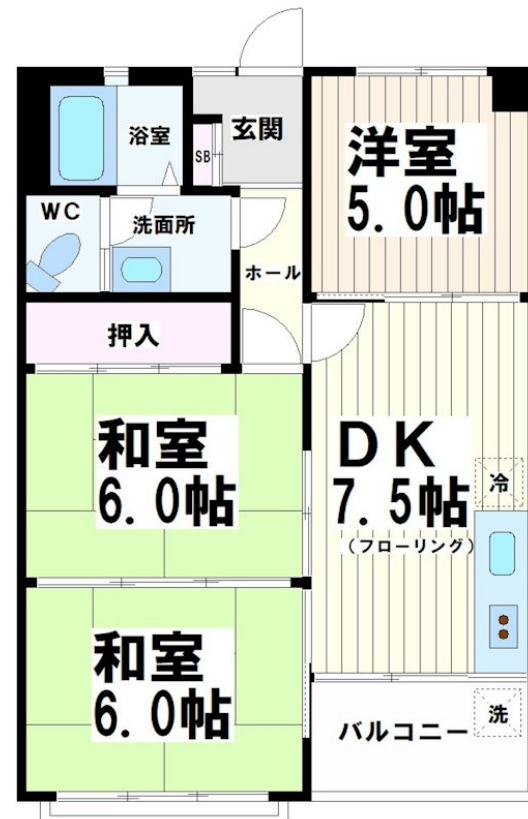 浴室
玄関
SB
洋室
5.0帖
WC
洗面所
ホール
押入
和室
6.0帖
DK
7.5帖
(フローリング)
冷
和室
6.0帖
バルコニー
洗